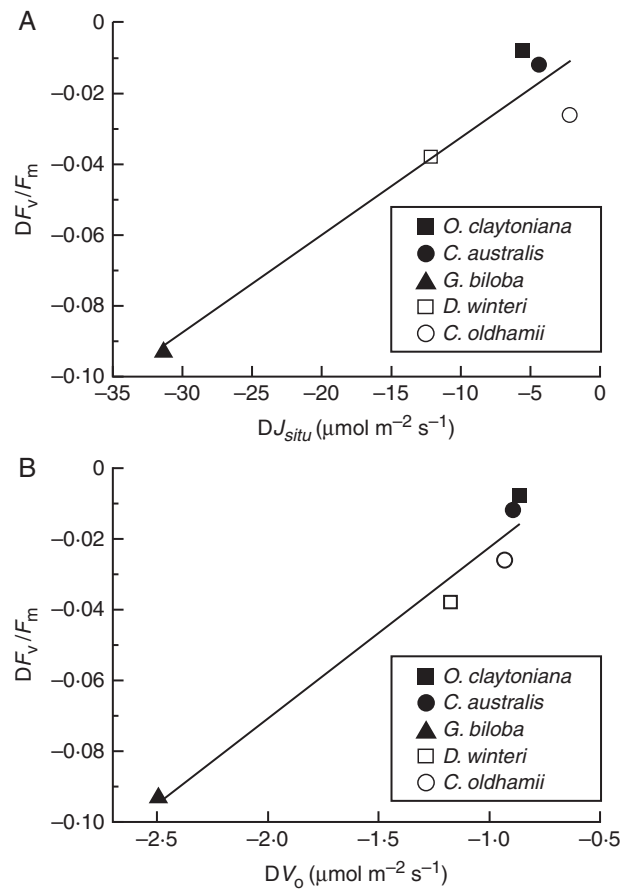 A
0
–0·02
–0·04
–0·06
–0·08
–0·10
DFv/Fm
O. claytoniana
C. australis
G. biloba
D. winteri
C. oldhamii
–35 –30 –25 –20 –15 –10 –5 0
DJsitu (μmol m–2 s–1)
B
0
–0·02
–0·04
–0·06
–0·08
–0·10
DFv/Fm
O. claytoniana
C. australis
G. biloba
D. winteri
C. oldhamii
–2·5 –2·0 –1·5 –1·0 –0·5
DVo (μmol m–2 s–1)